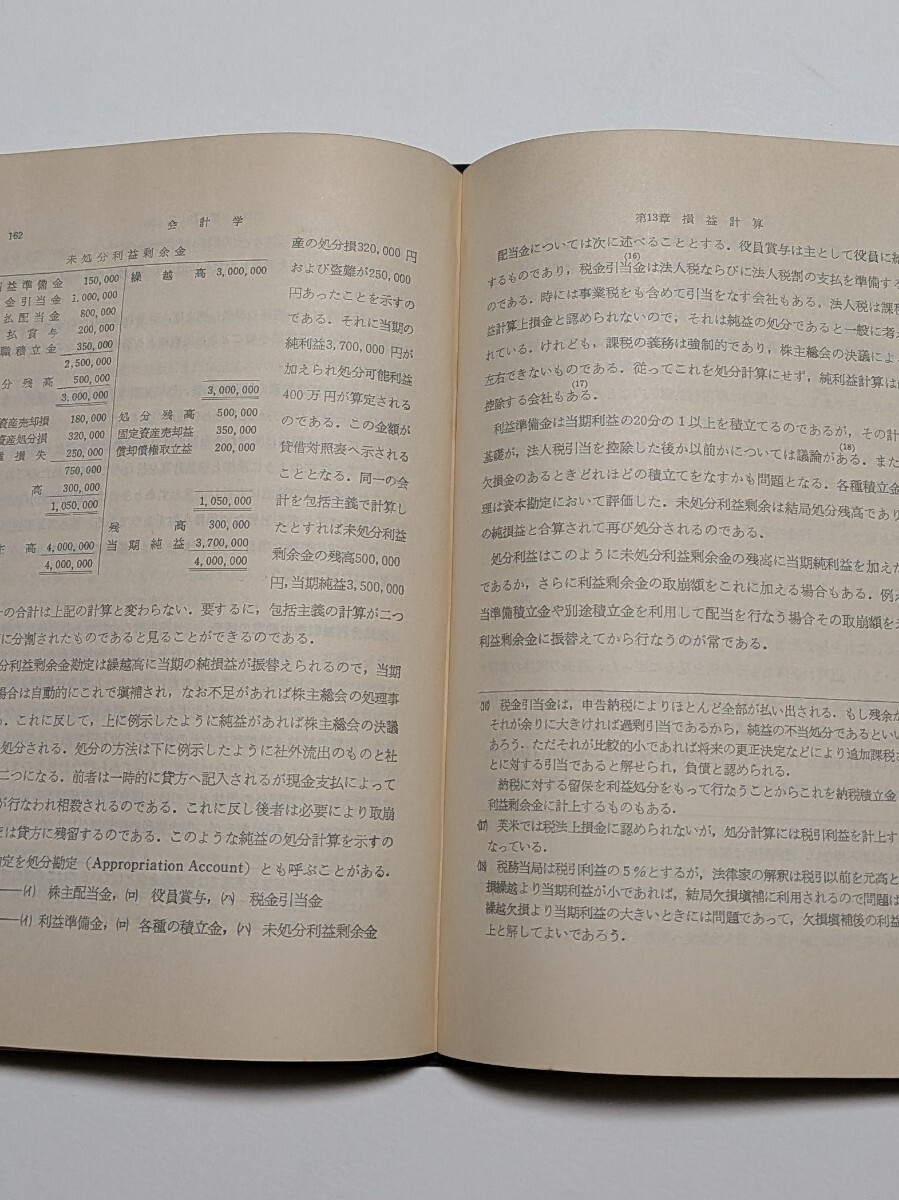 162 会計学
未処分利益剰余金
益準備金 150,000 繰越高 3,000,000
金引当金 1,000,000
払配当金 800,000
払賞与 200,000
職積立金 350,000
2,500,000
分残高 500,000
3,000,000 3,000,000
資産売却損 180,000 処分残高 500,000
資産処分損 320,000 固定資産売却益 350,000
損失 250,000 償却債権取立益 200,000
750,000
高 300,000
1,050,000 1,050,000
残高 300,000
高 4,000,000 当期純益 3,700,000
4,000,000 4,000,000
産の処分損320,000円
および盗難が250,000
円あったことを示すの
である．それに当期の
純利益3,700,000円が
加えられ処分可能利益
400万円が算定される
のである．この金額が
貸借対照表へ示される
こととなる．同一の会
計を包括主義で計算し
たとすれば未処分利益
剰余金の残高500,000
円，当期純益3,500,000
の合計は上記の計算と変わらない．要するに，包括主義の計算が二つ
に分割されたものであると見ることができるのである．
分利益剰余金勘定は繰越高に当期の純損益が振替えられるので，当期
場合は自動的にこれで塡補され，なお不足があれば株主総会の処理事
．これに反して，上に例示したように純益があれば株主総会の決議
処分される．処分の方法は下に例示したように社外流出のものと社
二つになる．前者は一時的に貸方へ記入されるが現金支払によって
が行なわれ相殺されるのである．これに反し後者は必要により取崩
は貸方に残留するのである．このような純益の処分計算を示すの
定を処分勘定（Appropriation Account）とも呼ぶことがある．
――(イ) 株主配当金，(ロ) 役員賞与，(ハ) 税金引当金
――(イ) 利益準備金，(ロ) 各種の積立金，(ハ) 未処分利益剰余金
第13章 損益計算
配当金については次に述べることとする．役員賞与は主として役員に
するものであり，税金引当金(16)は法人税ならびに法人税割の支払を準備す
のである．時には事業税をも含めて引当をなす会社もある．法人税は課税
益計算上損金と認められないので，それは純益の処分であると一般に考え
れている．けれども，課税の義務は強制的であり，株主総会の決議によ
左右できないものである．従ってこれを処分計算にせず，純利益計算は
控除する会社もある(17)．
利益準備金は当期利益の20分の1以上を積立てるのであるが，その計
基礎が，法人税引当を控除した後か以前かについては議論がある(18)．また
欠損金のあるときどれほどの積立てをなすかも問題となる．各種積立金
理は資本勘定において評価した．未処分利益剰余は結局処分残高であり
の純損益と合算されて再び処分されるのである．
処分利益はこのように未処分利益剰余金の残高に当期純利益を加えた
であるか，さらに利益剰余金の取崩額をこれに加える場合もある．例え
当準備積立金や別途積立金を利用して配当を行なう場合その取崩額を
利益剰余金に振替えてから行なうのが常である．
(16) 税金引当金は，申告納税によりほとんど全部が払い出される．もし残余が
それが余りに大きければ過剰引当であるから，純益の不当処分であるといい
あろう．ただそれが比較的小であれば将来の更正決定などにより追加課税さ
とに対する引当であると解せられ，負債と認められる．
納税に対する留保を利益処分をもって行なうことからこれを納税積立金
利益剰余金に計上するものもある．
(17) 英米では税法上損金に認められないが，処分計算には税引利益を計上す
なっている．
(18) 税務当局は税引利益の5％とするが，法律家の解釈は税引以前を元高と
損繰越より当期利益が小であれば，結局欠損塡補に利用されるので問題は
繰越欠損より当期利益の大きいときには問題であって，欠損塡補後の利益
上と解してよいであろう．